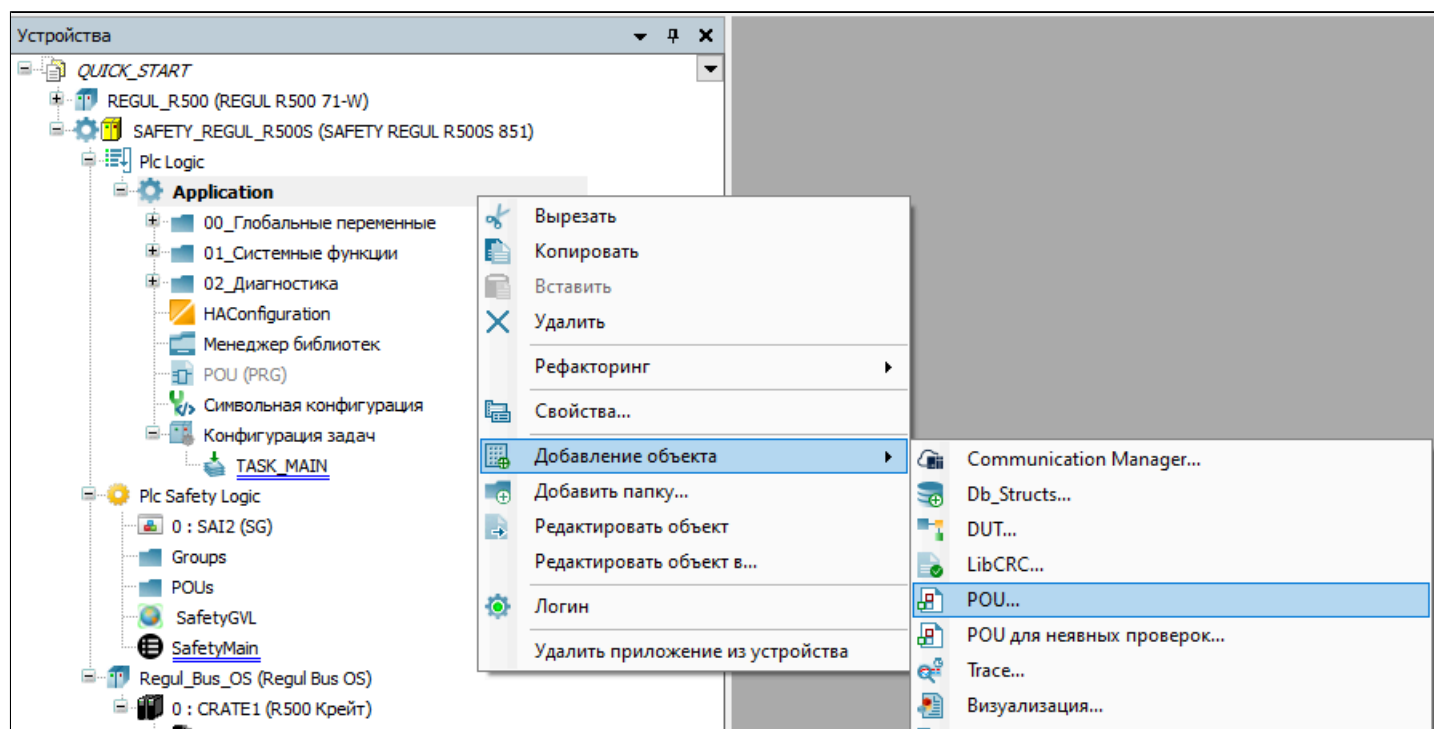 Устройства
QUICK_START
REGUL_R500 (REGUL R500 71-W)
SAFETY_REGUL_R500S (SAFETY REGUL R500S 851)
Plc Logic
Application
00_Глобальные переменные
01_Системные функции
02_Диагностика
HAConfiguration
Менеджер библиотек
POU (PRG)
Символьная конфигурация
Конфигурация задач
TASK_MAIN
Plc Safety Logic
0 : SAI2 (SG)
Groups
POUs
SafetyGVL
SafetyMain
Regul_Bus_OS (Regul Bus OS)
0 : CRATE1 (R500 Крейт)
Вырезать
Копировать
Вставить
Удалить
Рефакторинг
Свойства...
Добавление объекта
Добавить папку...
Редактировать объект
Редактировать объект в...
Логин
Удалить приложение из устройства
Communication Manager...
Db_Structs...
DUT...
LibCRC...
POU...
POU для неявных проверок...
Trace...
Визуализация...